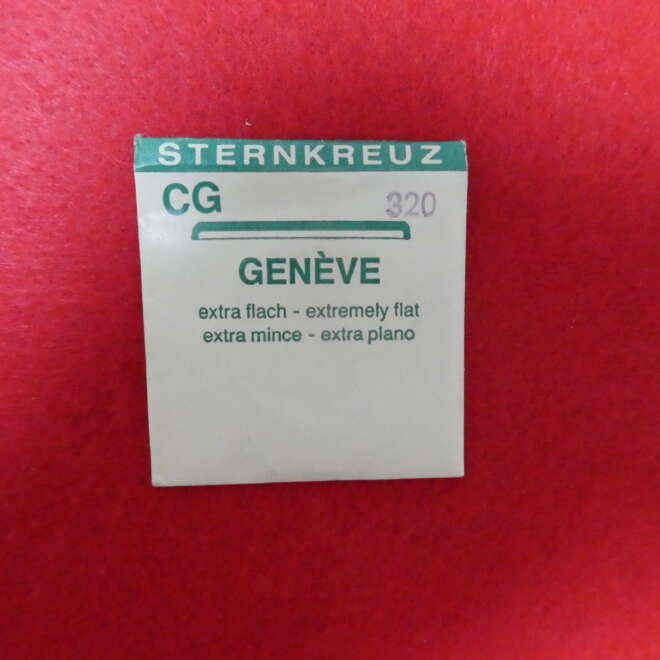 STERNKREUZ
CG 320
GENÈVE
extra flach - extremely flat
extra mince - extra plano